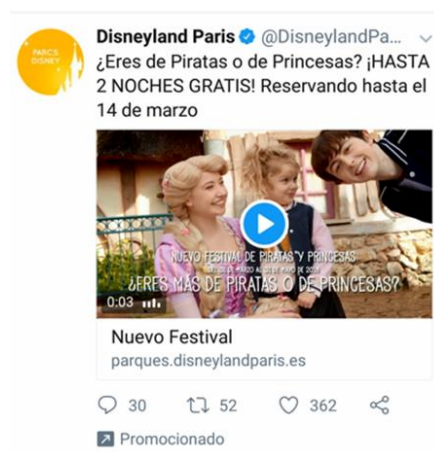 PARCS
DISNEY
Disneyland Paris @DisneylandPa...
¿Eres de Piratas o de Princesas? ¡HASTA
2 NOCHES GRATIS! Reservando hasta el
14 de marzo
NUEVO FESTIVAL DE PIRATAS Y PRINCESAS
¿ERES MÁS DE PIRATAS O DE PRINCESAS?
0:03
Nuevo Festival
parques.disneylandparis.es
30 52 362
Promocionado